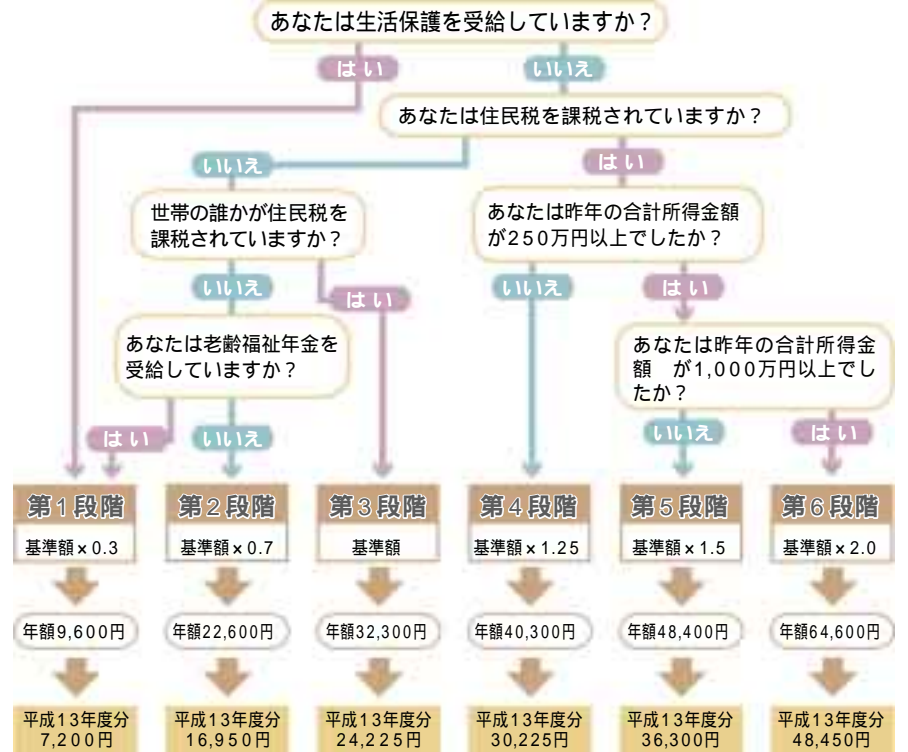 あなたは生活保護を受給していますか？
はい
いいえ
あなたは住民税を課税されていますか？
いいえ
はい
世帯の誰かが住民税を
課税されていますか？
あなたは昨年の合計所得金額
が250万円以上でしたか？
いいえ
はい
いいえ
はい
あなたは老齢福祉年金を
受給していますか？
あなたは昨年の合計所得金
額 が1,000万円以上でし
たか？
はい
いいえ
いいえ
はい
第1段階
第2段階
第3段階
第4段階
第5段階
第6段階
基準額×0.3
基準額×0.7
基準額
基準額×1.25
基準額×1.5
基準額×2.0
年額9,600円
年額22,600円
年額32,300円
年額40,300円
年額48,400円
年額64,600円
平成13年度分
7,200円
平成13年度分
16,950円
平成13年度分
24,225円
平成13年度分
30,225円
平成13年度分
36,300円
平成13年度分
48,450円